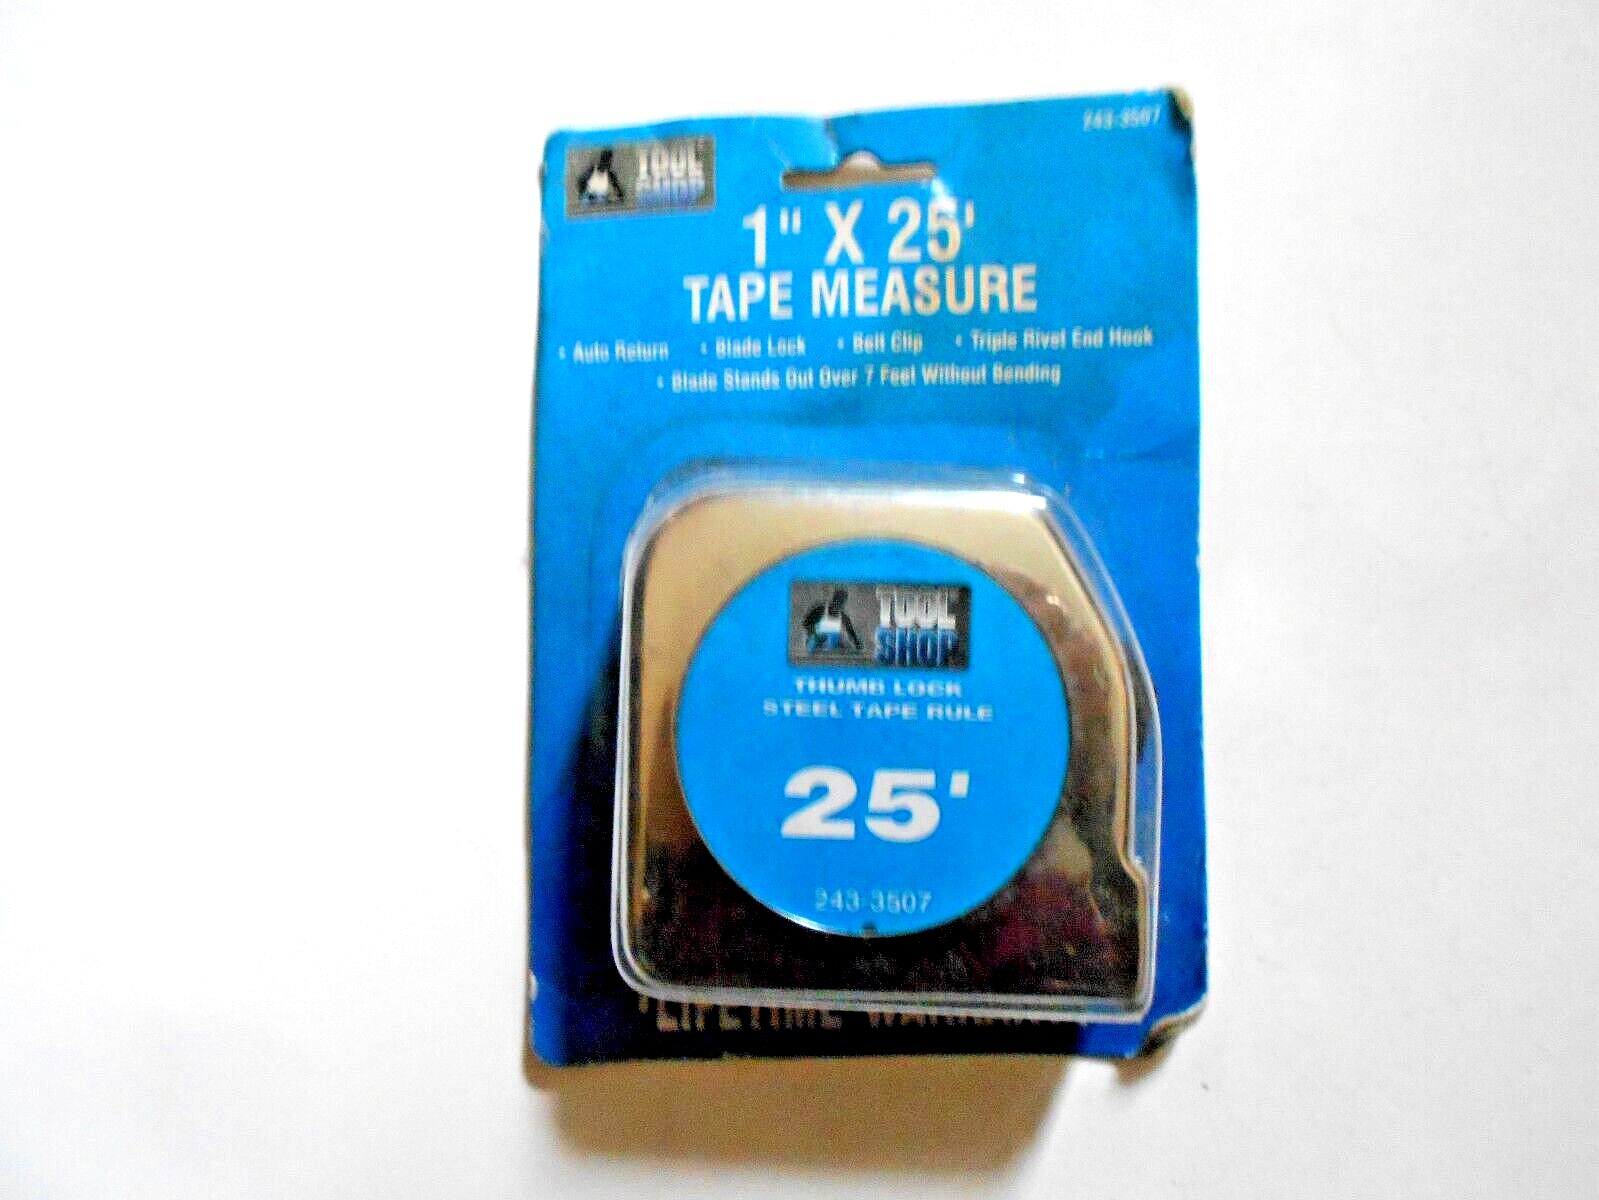 243-3507
TOOL
SHOP
1" X 25'
TAPE MEASURE
• Auto Return • Blade Lock • Belt Clip • Triple Rivet End Hook
• Blade Stands Out Over 7 Feet Without Bending
TOOL
SHOP
THUMB LOCK
STEEL TAPE RULE
25'
243-3507
"LIFETIME